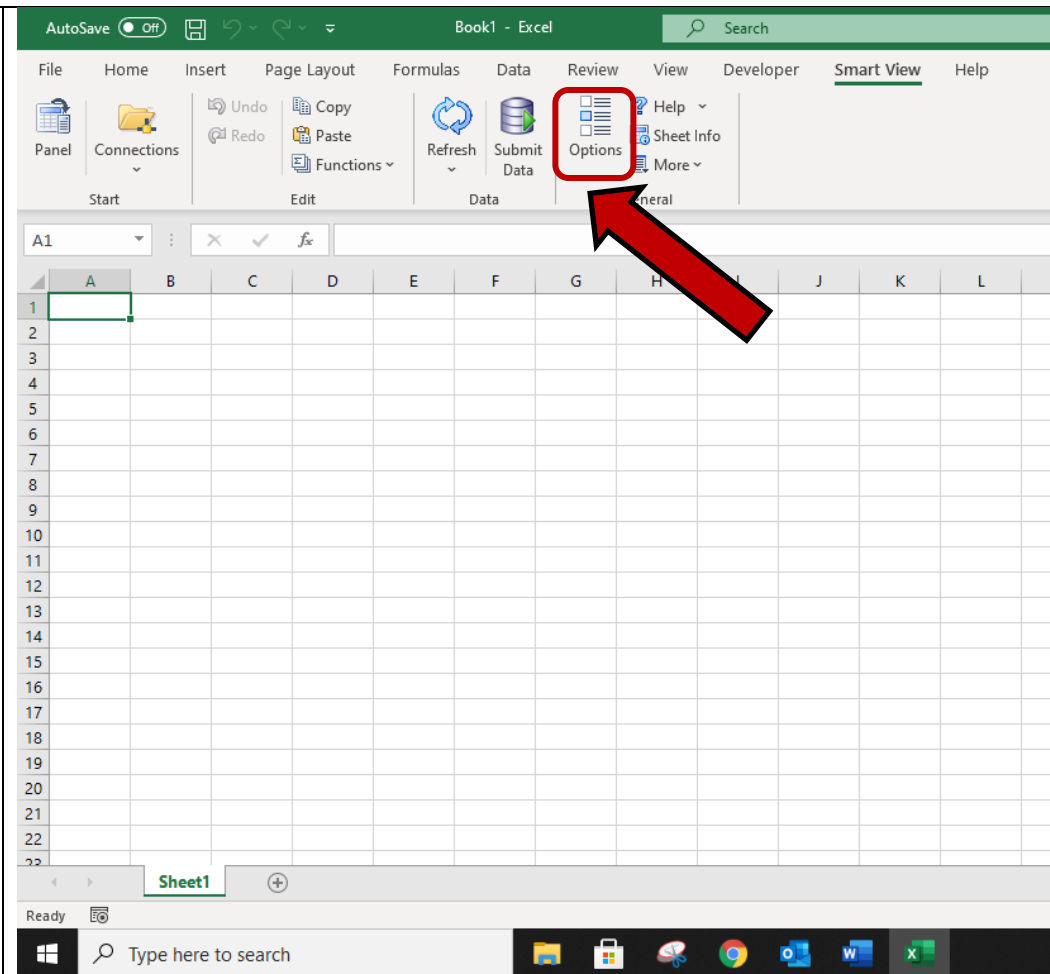 AutoSave Off Book1 - Excel Search
File Home Insert Page Layout Formulas Data Review View Developer Smart View Help
Undo Copy Help
Redo Paste Sheet Info
Panel Connections Refresh Submit Data Options
Functions More
Start Edit Data
A1 fx
A B C D E F G H J K L
1
2
3
4
5
6
7
8
9
10
11
12
13
14
15
16
17
18
19
20
21
22
23
Sheet1
Ready
Type here to search